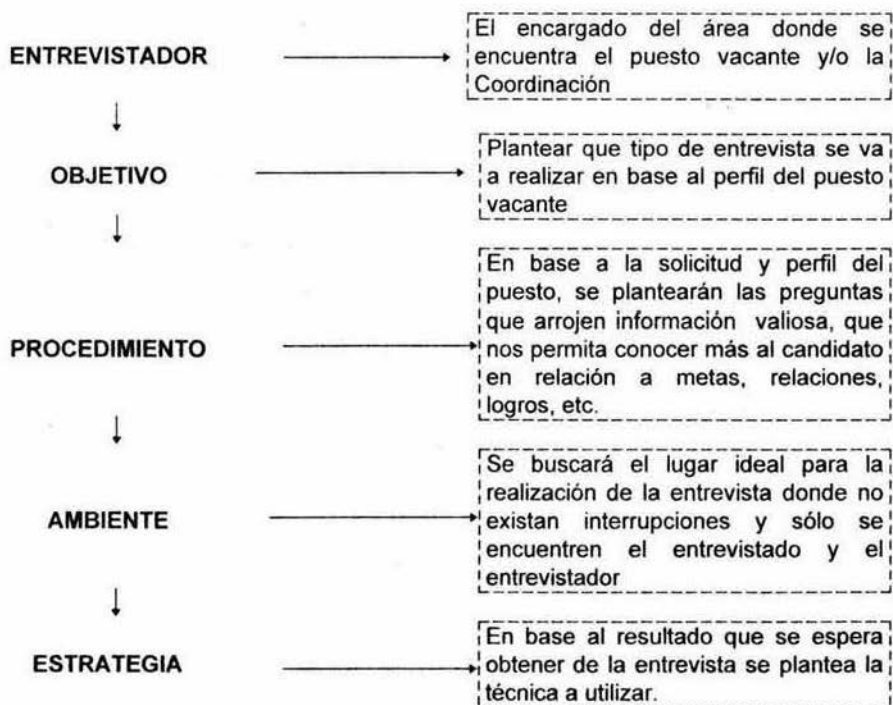 ENTREVISTADOR
El encargado del área donde se
encuentra el puesto vacante y/o la
Coordinación
OBJETIVO
Plantear que tipo de entrevista se va
a realizar en base al perfil del puesto
vacante
PROCEDIMIENTO
En base a la solicitud y perfil del
puesto, se plantearán las preguntas
que arrojen información valiosa, que
nos permita conocer más al candidato
en relación a metas, relaciones,
logros, etc.
AMBIENTE
Se buscará el lugar ideal para la
realización de la entrevista donde no
existan interrupciones y sólo se
encuentren el entrevistado y el
entrevistador
ESTRATEGIA
En base al resultado que se espera
obtener de la entrevista se plantea la
técnica a utilizar.